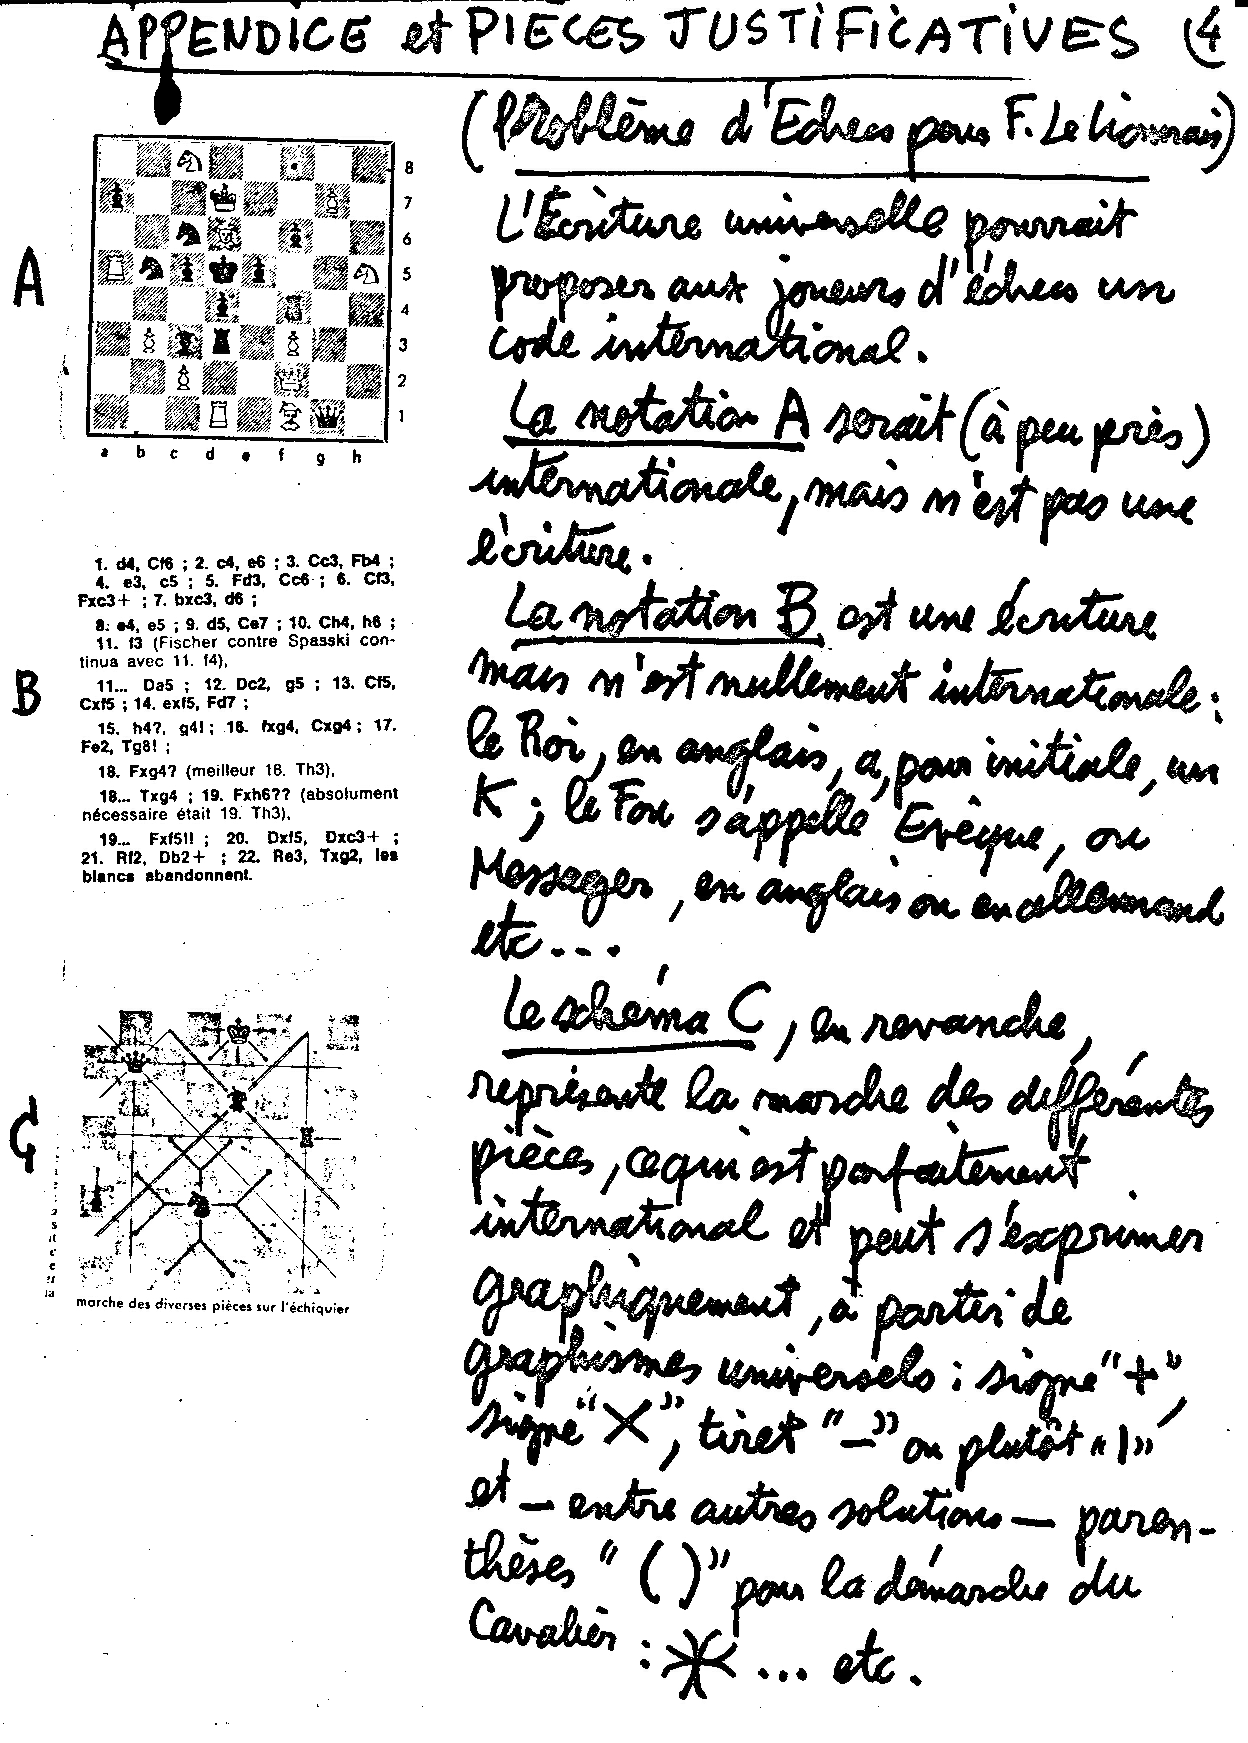 APPENDICE et PIECES JUSTIFICATIVES (4
(Problème d'Echecs pour F. Le Lionnais)
L'Ecriture universelle pourrait
proposer aux joueurs d'échecs un
code international.
La notation A serait (à peu près)
internationale, mais n'est pas une
écriture.
La notation B est une écriture
mais n'est nullement internationale :
le Roi, en anglais, a, pour initiale, un
K ; le Fou s'appelle Evèque, ou
Messager, en anglais ou en allemand
etc...
Le schéma C, en revanche,
représente la marche des différentes
pièces, ce qui est parfaitement
international et peut s'exprimer
graphiquement, à partir de
graphismes universels : signe "+",
signe "X", tiret "—" ou plutôt "|"
et — entre autres solutions — paren-
thèses "( )" pour la démarche du
Cavalier : ... etc.
A
8
7
6
5
4
3
2
1
a b c d e f g h
B
1. d4, Cf6 ; 2. c4, e6 ; 3. Cc3, Fb4 ;
4. e3, c5 ; 5. Fd3, Cc6 ; 6. Cf3,
Fxc3+ ; 7. bxc3, d6 ;
8. e4, e5 ; 9. d5, Ce7 ; 10. Ch4, h6 ;
11. f3 (Fischer contre Spasski con-
tinua avec 11. f4),
11... Da5 ; 12. Dc2, g5 ; 13. Cf5,
Cxf5 ; 14. exf5, Fd7 ;
15. h4?, g4! ; 16. fxg4, Cxg4 ; 17.
Fe2, Tg8! ;
18. Fxg4? (meilleur 18. Th3),
18... Txg4 ; 19. Fxh6?? (absolument
nécessaire était 19. Th3),
19... Fxf5!! ; 20. Dxf5, Dxc3+ ;
21. Rf2, Db2+ ; 22. Re3, Txg2, les
blancs abandonnent.
C
marche des diverses pièces sur l'échiquier